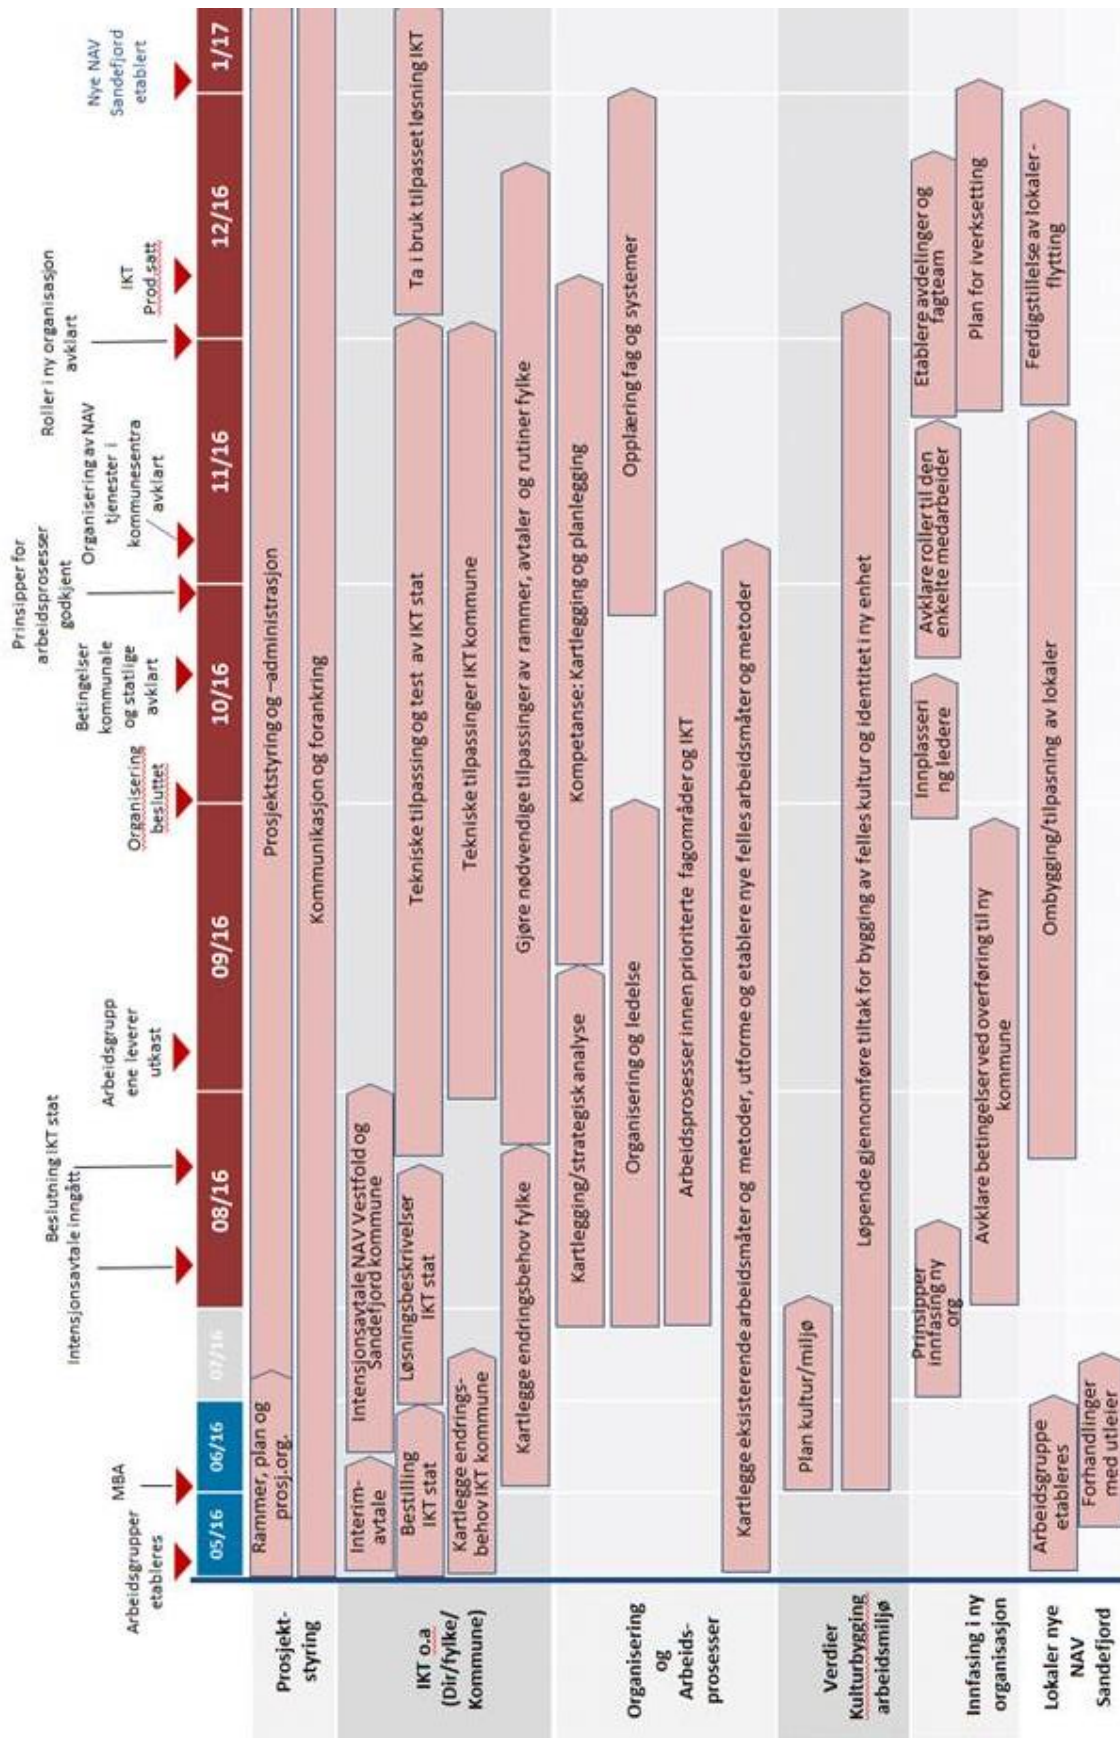 Arbeidsgrupper
etableres
MBA
Intensjonsavtale inngått
Beslutning IKT stat
Arbeidsgrupp
ene leverer
utkast
Organisering
besluttet
Betingelser
kommunale
og statlige
avklart
Prinsipper for
arbeidsprosesser
godkjent
Organisering av NAV
tjenester i
kommunesentra
avklart
Roller i ny organisasjon
avklart
IKT
Prod.satt
Nye NAV
Sandefjord
etablert
05/16
06/16
07/16
08/16
09/16
10/16
11/16
12/16
1/17
Prosjekt-
styring
Rammer, plan og
prosj.org.
Prosjektstyring og –administrasjon
Kommunikasjon og forankring
IKT o.a
(Dir/fylke/
Kommune)
Interim-
avtale
Intensjonsavtale NAV Vestfold og
Sandefjord kommune
Bestilling
IKT stat
Løsningsbeskrivelser
IKT stat
Tekniske tilpassing og test av IKT stat
Ta i bruk tilpasset løsning IKT
Kartlegge endrings-
behov IKT kommune
Tekniske tilpassinger IKT kommune
Kartlegge endringsbehov fylke
Gjøre nødvendige tilpassinger av rammer, avtaler og rutiner fylke
Organisering
og
Arbeids-
prosesser
Kartlegging/strategisk analyse
Kompetanse: Kartlegging og planlegging
Organisering og ledelse
Opplæring fag og systemer
Arbeidsprosesser innen prioriterte fagområder og IKT
Kartlegge eksisterende arbeidsmåter og metoder, utforme og etablere nye felles arbeidsmåter og metoder
Verdier
Kulturbygging
arbeidsmiljø
Plan kultur/miljø
Løpende gjennomføre tiltak for bygging av felles kultur og identitet i ny enhet
Innfasing i ny
organisasjon
Prinsipper
innfasing ny
org
Innplasseri
ng ledere
Avklare roller til den
enkelte medarbeider
Etablere avdelinger og
fagteam
Avklare betingelser ved overføring til ny
kommune
Plan for iverksetting
Lokaler nye
NAV
Sandefjord
Arbeidsgruppe
etableres
Ombygging/tilpasning av lokaler
Ferdigstillelse av lokaler -
flytting
Forhandlinger
med utleier